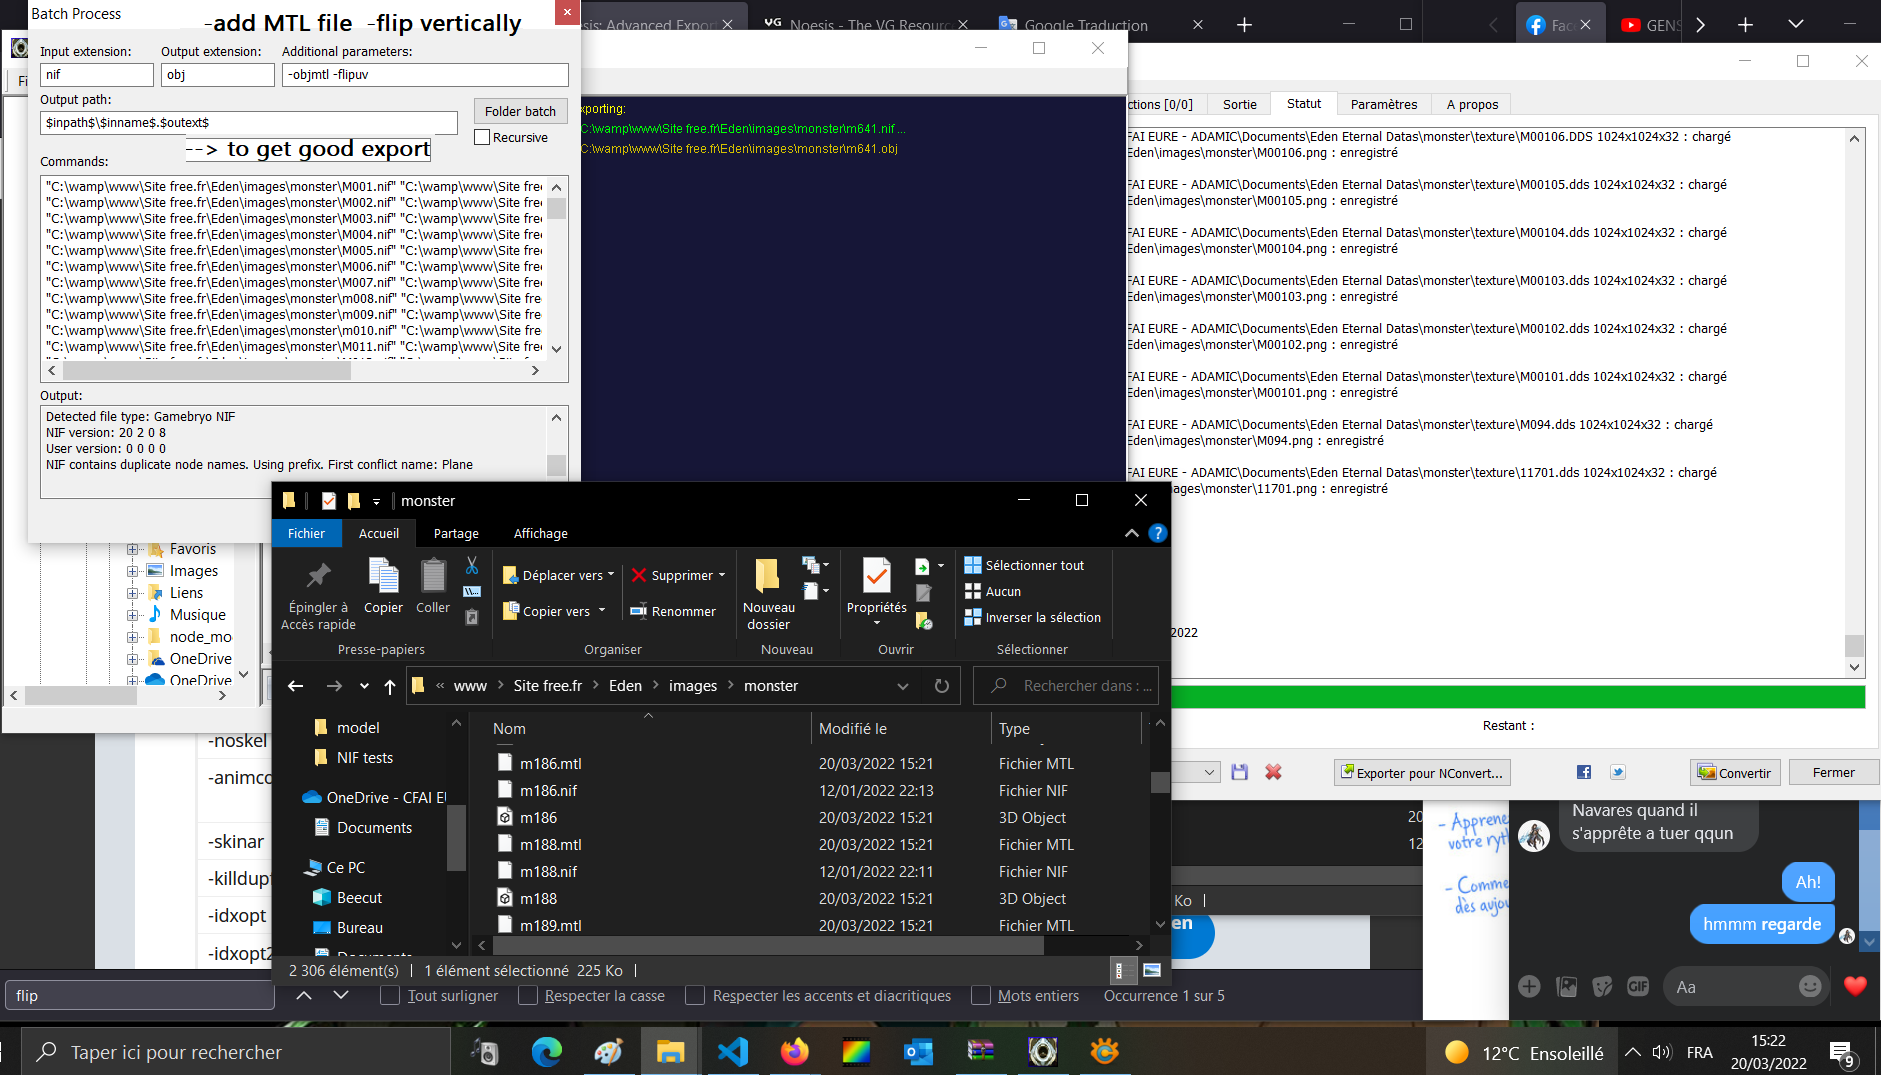 Batch Process
-add MTL file  -flip vertically
Input extension:
Output extension:
Additional parameters:
nif
obj
-objmtl -flipuv
Output path:
Folder batch
$inpath$\$inname$.$outext$
Recursive
--> to get good export
Commands:
"C:\wamp\www\Site free.fr\Eden\images\monster\M001.nif" "C:\wamp\www\Site free
"C:\wamp\www\Site free.fr\Eden\images\monster\M002.nif" "C:\wamp\www\Site free
"C:\wamp\www\Site free.fr\Eden\images\monster\M003.nif" "C:\wamp\www\Site free
"C:\wamp\www\Site free.fr\Eden\images\monster\M004.nif" "C:\wamp\www\Site free
"C:\wamp\www\Site free.fr\Eden\images\monster\M005.nif" "C:\wamp\www\Site free
"C:\wamp\www\Site free.fr\Eden\images\monster\M006.nif" "C:\wamp\www\Site free
"C:\wamp\www\Site free.fr\Eden\images\monster\M007.nif" "C:\wamp\www\Site free
"C:\wamp\www\Site free.fr\Eden\images\monster\m008.nif" "C:\wamp\www\Site free
"C:\wamp\www\Site free.fr\Eden\images\monster\m009.nif" "C:\wamp\www\Site free
"C:\wamp\www\Site free.fr\Eden\images\monster\m010.nif" "C:\wamp\www\Site free
"C:\wamp\www\Site free.fr\Eden\images\monster\M011.nif" "C:\wamp\www\Site free
Output:
Detected file type: Gamebryo NIF
NIF version: 20 2 0 8
User version: 0 0 0 0
NIF contains duplicate node names. Using prefix. First conflict name: Plane
sis: Advanced Export
Noesis - The VG Resourc
Google Traduction
Face
GENS
xporting:
C:\wamp\www\Site free.fr\Eden\images\monster\m641.nif ...
C:\wamp\www\Site free.fr\Eden\images\monster\m641.obj
ctions [0/0]
Sortie
Statut
Paramètres
A propos
FAI EURE - ADAMIC\Documents\Eden Eternal Datas\monster\texture\M00106.DDS 1024x1024x32 : chargé
Eden\images\monster\M00106.png : enregistré
FAI EURE - ADAMIC\Documents\Eden Eternal Datas\monster\texture\M00105.dds 1024x1024x32 : chargé
Eden\images\monster\M00105.png : enregistré
FAI EURE - ADAMIC\Documents\Eden Eternal Datas\monster\texture\M00104.dds 1024x1024x32 : chargé
Eden\images\monster\M00104.png : enregistré
FAI EURE - ADAMIC\Documents\Eden Eternal Datas\monster\texture\M00103.dds 1024x1024x32 : chargé
Eden\images\monster\M00103.png : enregistré
FAI EURE - ADAMIC\Documents\Eden Eternal Datas\monster\texture\M00102.dds 1024x1024x32 : chargé
Eden\images\monster\M00102.png : enregistré
FAI EURE - ADAMIC\Documents\Eden Eternal Datas\monster\texture\M00101.dds 1024x1024x32 : chargé
Eden\images\monster\M00101.png : enregistré
FAI EURE - ADAMIC\Documents\Eden Eternal Datas\monster\texture\M094.dds 1024x1024x32 : chargé
Eden\images\monster\M094.png : enregistré
FAI EURE - ADAMIC\Documents\Eden Eternal Datas\monster\texture\11701.dds 1024x1024x32 : chargé
ages\monster\11701.png : enregistré
2022
Restant :
Exporter pour NConvert...
Convertir
Fermer
Favoris
Images
Liens
Musique
node_mo
OneDrive
OneDrive
-noskel
-animco
-skinar
-killdup
-idxopt
-idxopt2
monster
Fichier
Accueil
Partage
Affichage
Épingler à
Accès rapide
Copier
Coller
Déplacer vers
Copier vers
Supprimer
Renommer
Nouveau
dossier
Propriétés
Sélectionner tout
Aucun
Inverser la sélection
Presse-papiers
Organiser
Nouveau
Ouvrir
Sélectionner
« www > Site free.fr > Eden > images > monster
Rechercher dans : ...
model
NIF tests
OneDrive - CFAI EU
Documents
Ce PC
Beecut
Bureau
Documents
Nom
Modifié le
Type
m186.mtl 20/03/2022 15:21 Fichier MTL
m186.nif 12/01/2022 22:13 Fichier NIF
m186 20/03/2022 15:21 3D Object
m188.mtl 20/03/2022 15:21 Fichier MTL
m188.nif 12/01/2022 22:11 Fichier NIF
m188 20/03/2022 15:21 3D Object
m189.mtl 20/03/2022 15:21 Fichier MTL
2 306 élément(s)
1 élément sélectionné  225 Ko
20
12
Ko
en
- Apprenez
votre ryt
- Comme
dès aujou
Navares quand il
s'apprête a tuer qqun
Ah!
hmmm regarde
GIF
Aa
flip
Tout surligner
Respecter la casse
Respecter les accents et diacritiques
Mots entiers
Occurrence 1 sur 5
Taper ici pour rechercher
12°C Ensoleillé
FRA
15:22
20/03/2022
9